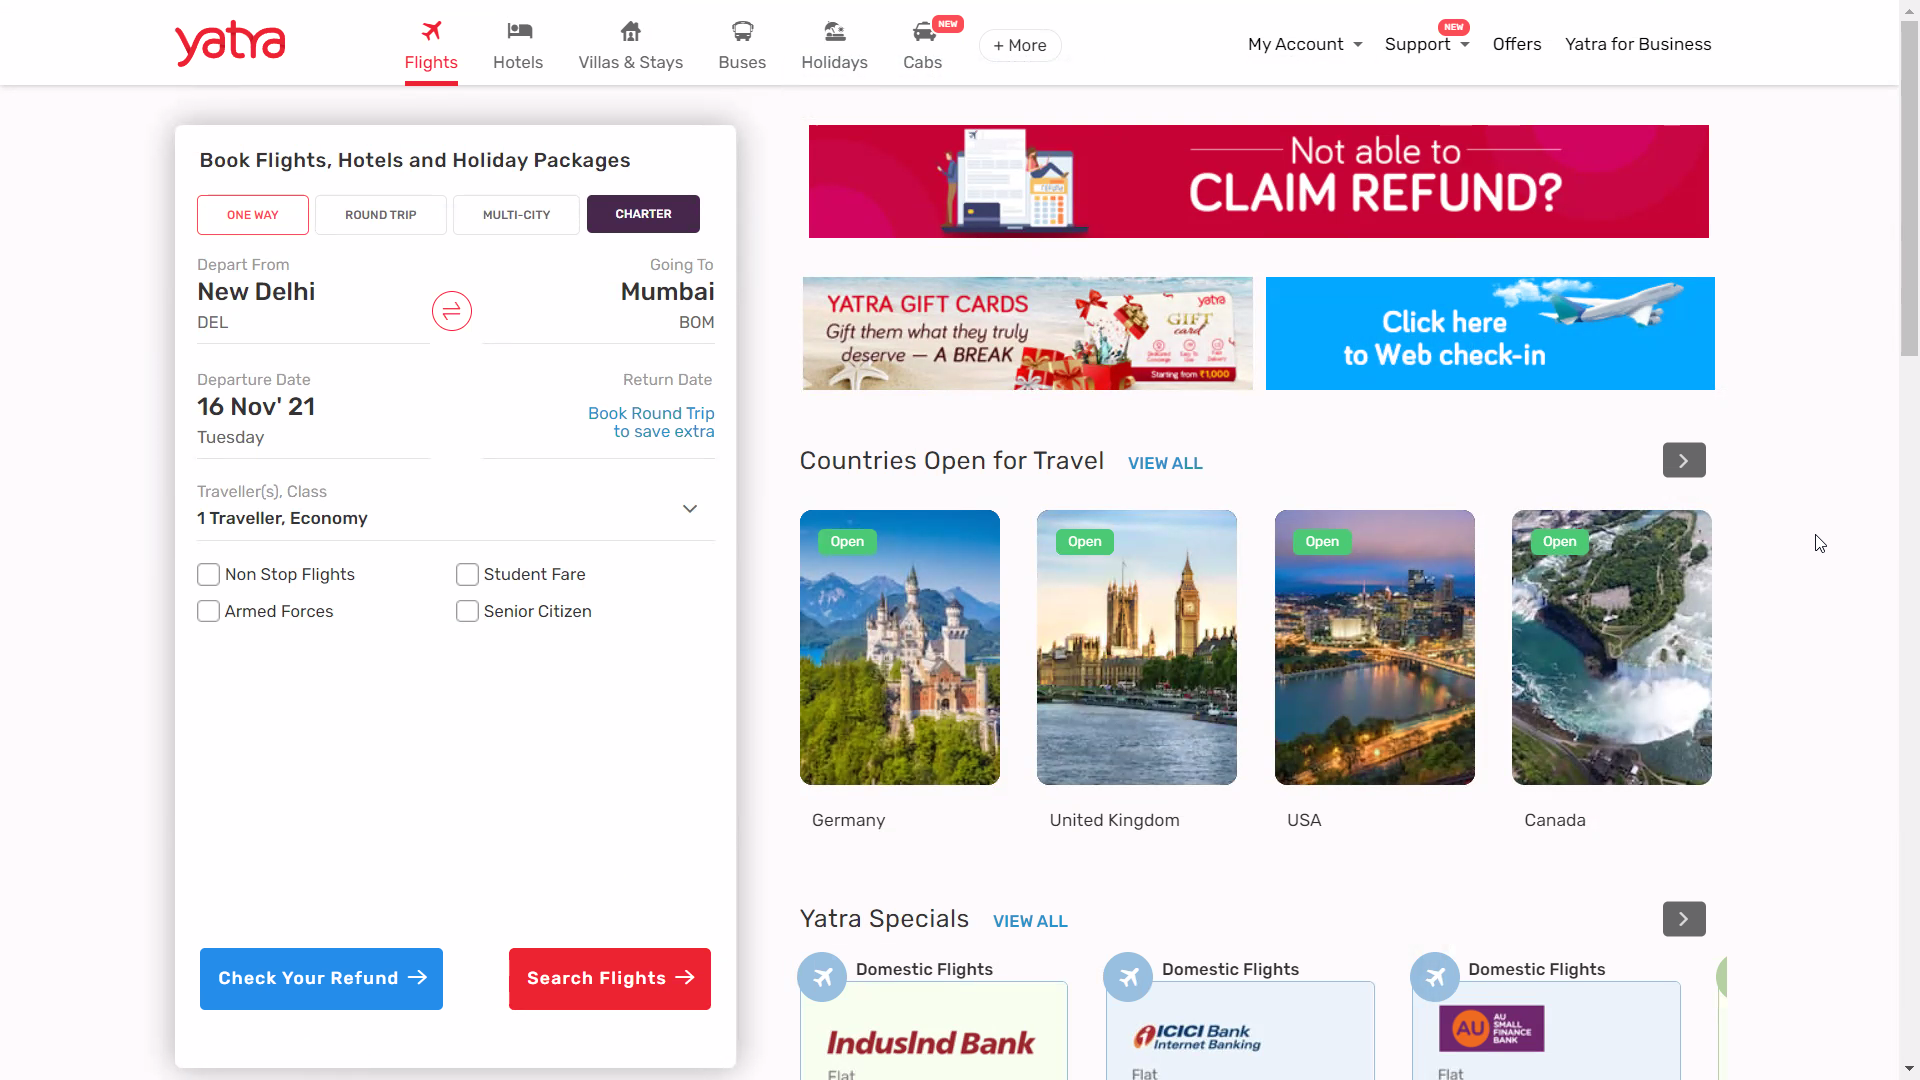 yatra
Flights
Hotels
Villas & Stays
Buses
Holidays
NEW
Cabs
+ More
My Account
NEW
Support
Offers
Yatra for Business
Book Flights, Hotels and Holiday Packages
ONE WAY
ROUND TRIP
MULTI-CITY
CHARTER
Depart From
New Delhi
DEL
Going To
Mumbai
BOM
Departure Date
16 Nov' 21
Tuesday
Return Date
Book Round Trip
to save extra
Traveller(s), Class
1 Traveller, Economy
Non Stop Flights
Student Fare
Armed Forces
Senior Citizen
Check Your Refund
Search Flights
Not able to
CLAIM REFUND?
YATRA GIFT CARDS
Gift them what they truly
deserve — A BREAK
yatra
GIFT
card
Starting from ₹1,000
Click here
to Web check-in
Countries Open for Travel
VIEW ALL
Open
Open
Open
Open
Germany
United Kingdom
USA
Canada
Yatra Specials
VIEW ALL
Domestic Flights
IndusInd Bank
Flat
Domestic Flights
ICICI Bank
Internet Banking
Flat
Domestic Flights
AU
AU
SMALL
FINANCE
BANK
Flat